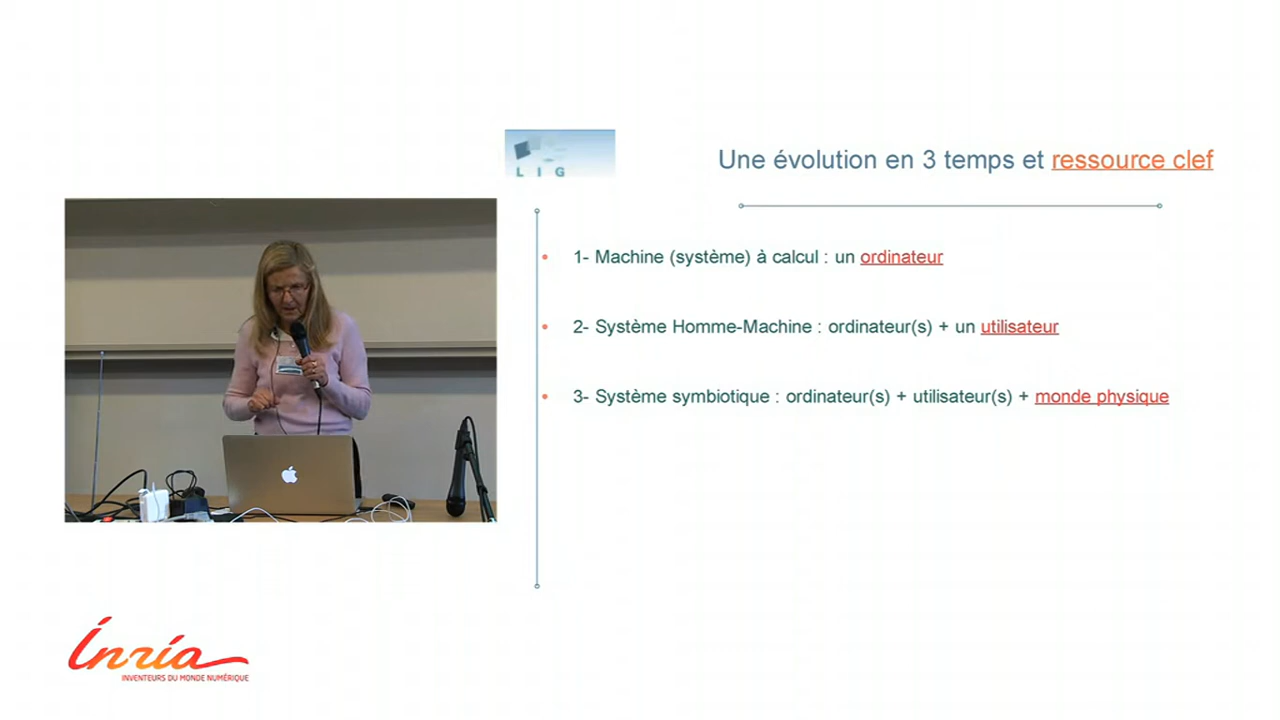 L I G
Une évolution en 3 temps et ressource clef
1- Machine (système) à calcul : un ordinateur
2- Système Homme-Machine : ordinateur(s) + un utilisateur
3- Système symbiotique : ordinateur(s) + utilisateur(s) + monde physique
Inria
INVENTEURS DU MONDE NUMÉRIQUE